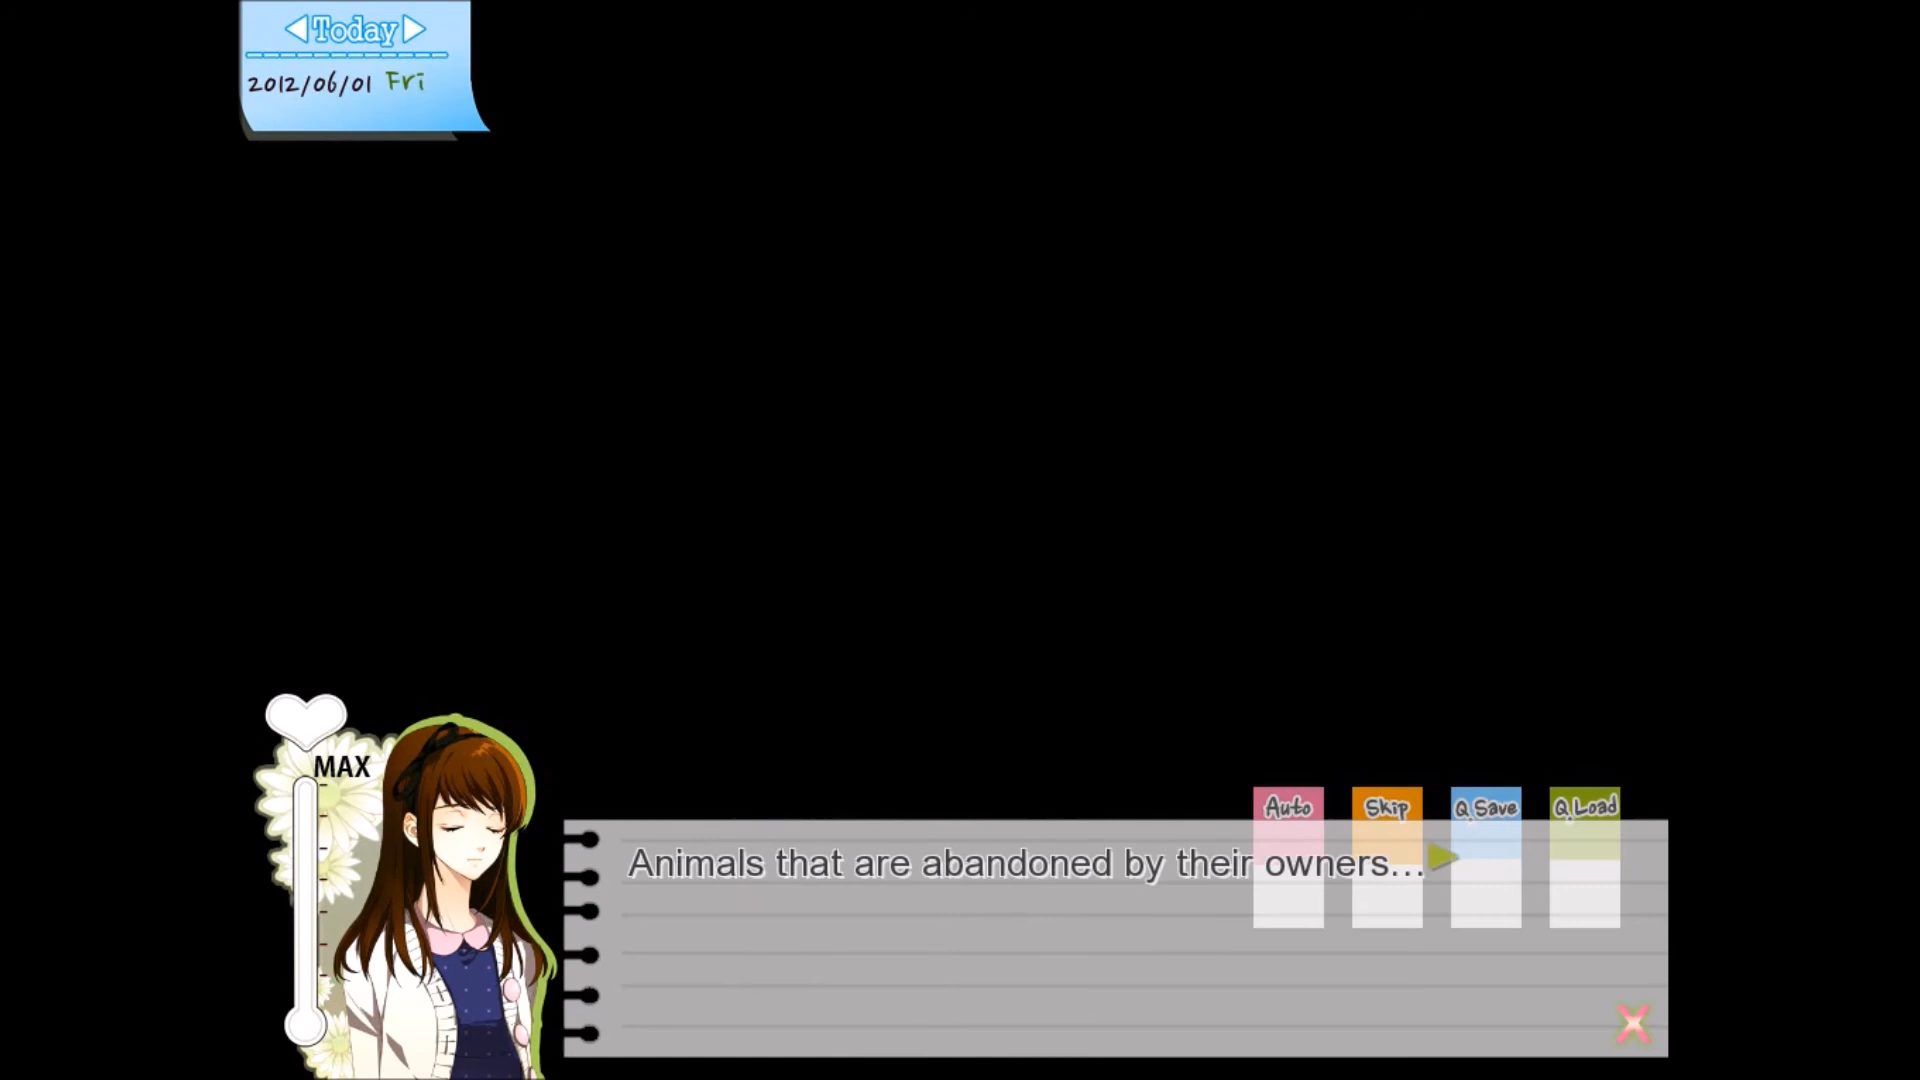 Today
2012/06/01 Fri
MAX
Auto
Skip
Q.Save
Q.Load
Animals that are abandoned by their owners...